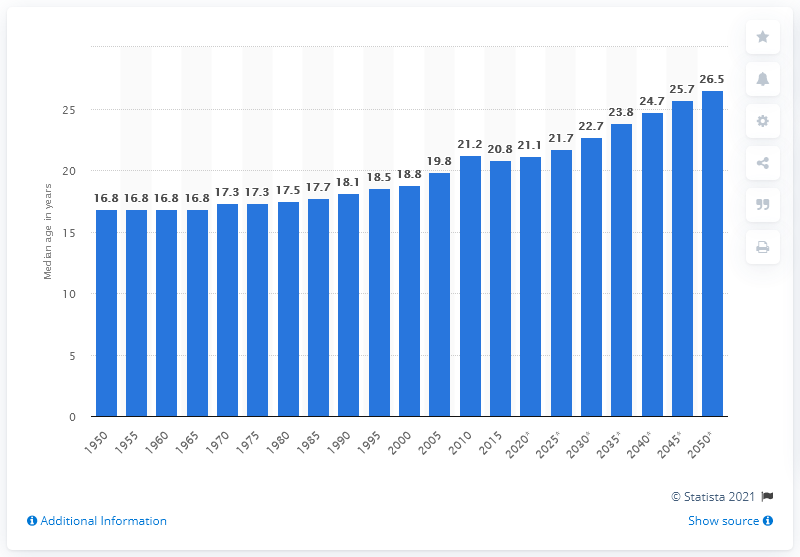 Median age in years
25
20
15
10
5
0
16.8 16.8 16.8 16.8 17.3 17.3 17.5 17.7 18.1 18.5 18.8 19.8 21.2 20.8 21.1 21.7 22.7 23.8 24.7 25.7 26.5
1950 1955 1960 1965 1970 1975 1980 1985 1990 1995 2000 2005 2010 2015 2020* 2025* 2030* 2035* 2040* 2045* 2050*
© Statista 2021
Additional Information
Show source